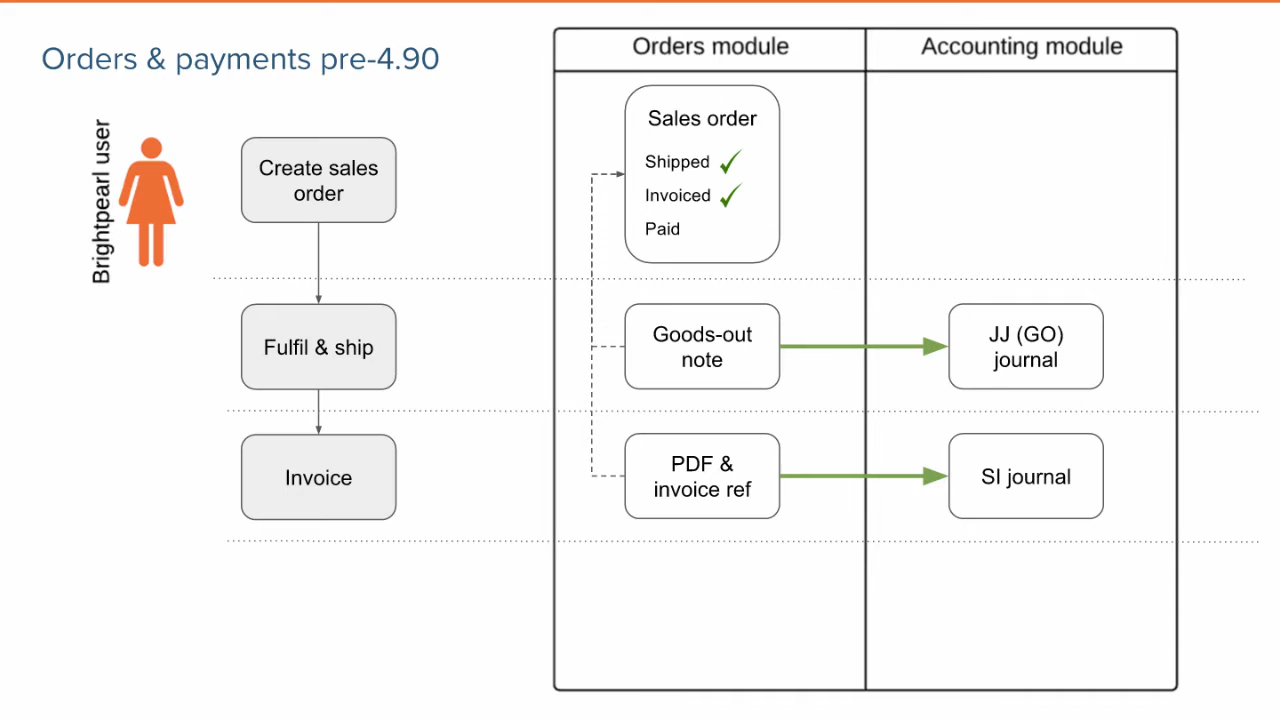 Orders & payments pre-4.90
Orders module
Accounting module
Brightpearl user
Create sales
order
Sales order
Shipped
Invoiced
Paid
Fulfil & ship
Goods-out
note
JJ (GO)
journal
Invoice
PDF &
invoice ref
SI journal